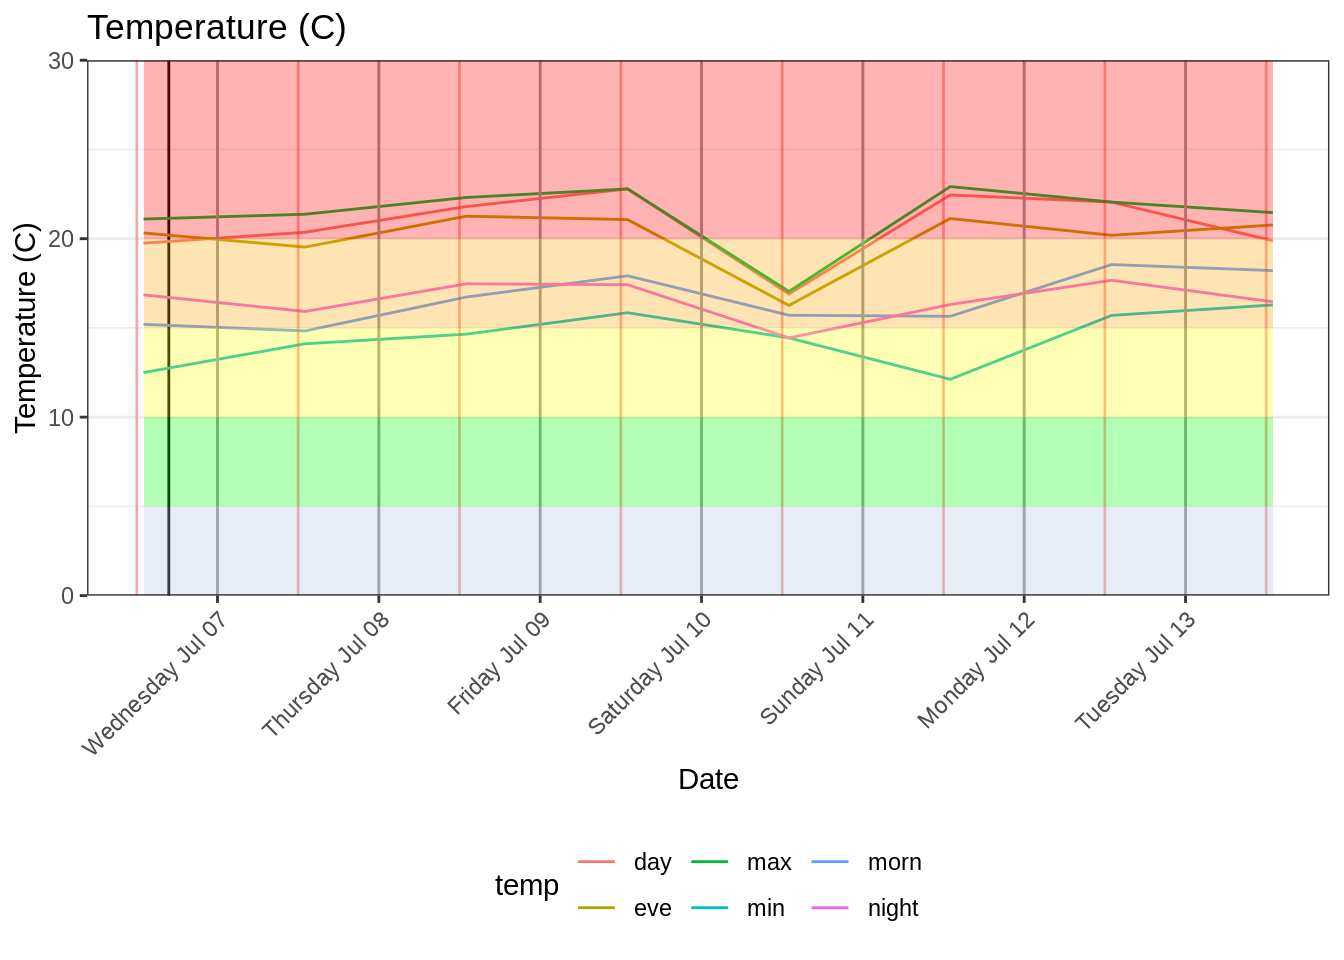 Temperature (C)
30
20
10
0
Temperature (C)
Wednesday Jul 07
Thursday Jul 08
Friday Jul 09
Saturday Jul 10
Sunday Jul 11
Monday Jul 12
Tuesday Jul 13
Date
temp
day max morn
eve min night